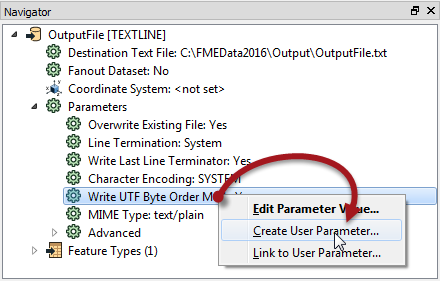 Navigator
OutputFile [TEXTLINE]
Destination Text File: C:\FMEData2016\Output\OutputFile.txt
Fanout Dataset: No
Coordinate System: <not set>
Parameters
Overwrite Existing File: Yes
Line Termination: System
Write Last Line Terminator: Yes
Character Encoding: SYSTEM
Write UTF Byte Order
MIME Type: text/plain
Advanced
Feature Types (1)
Edit Parameter Value...
Create User Parameter...
Link to User Parameter...